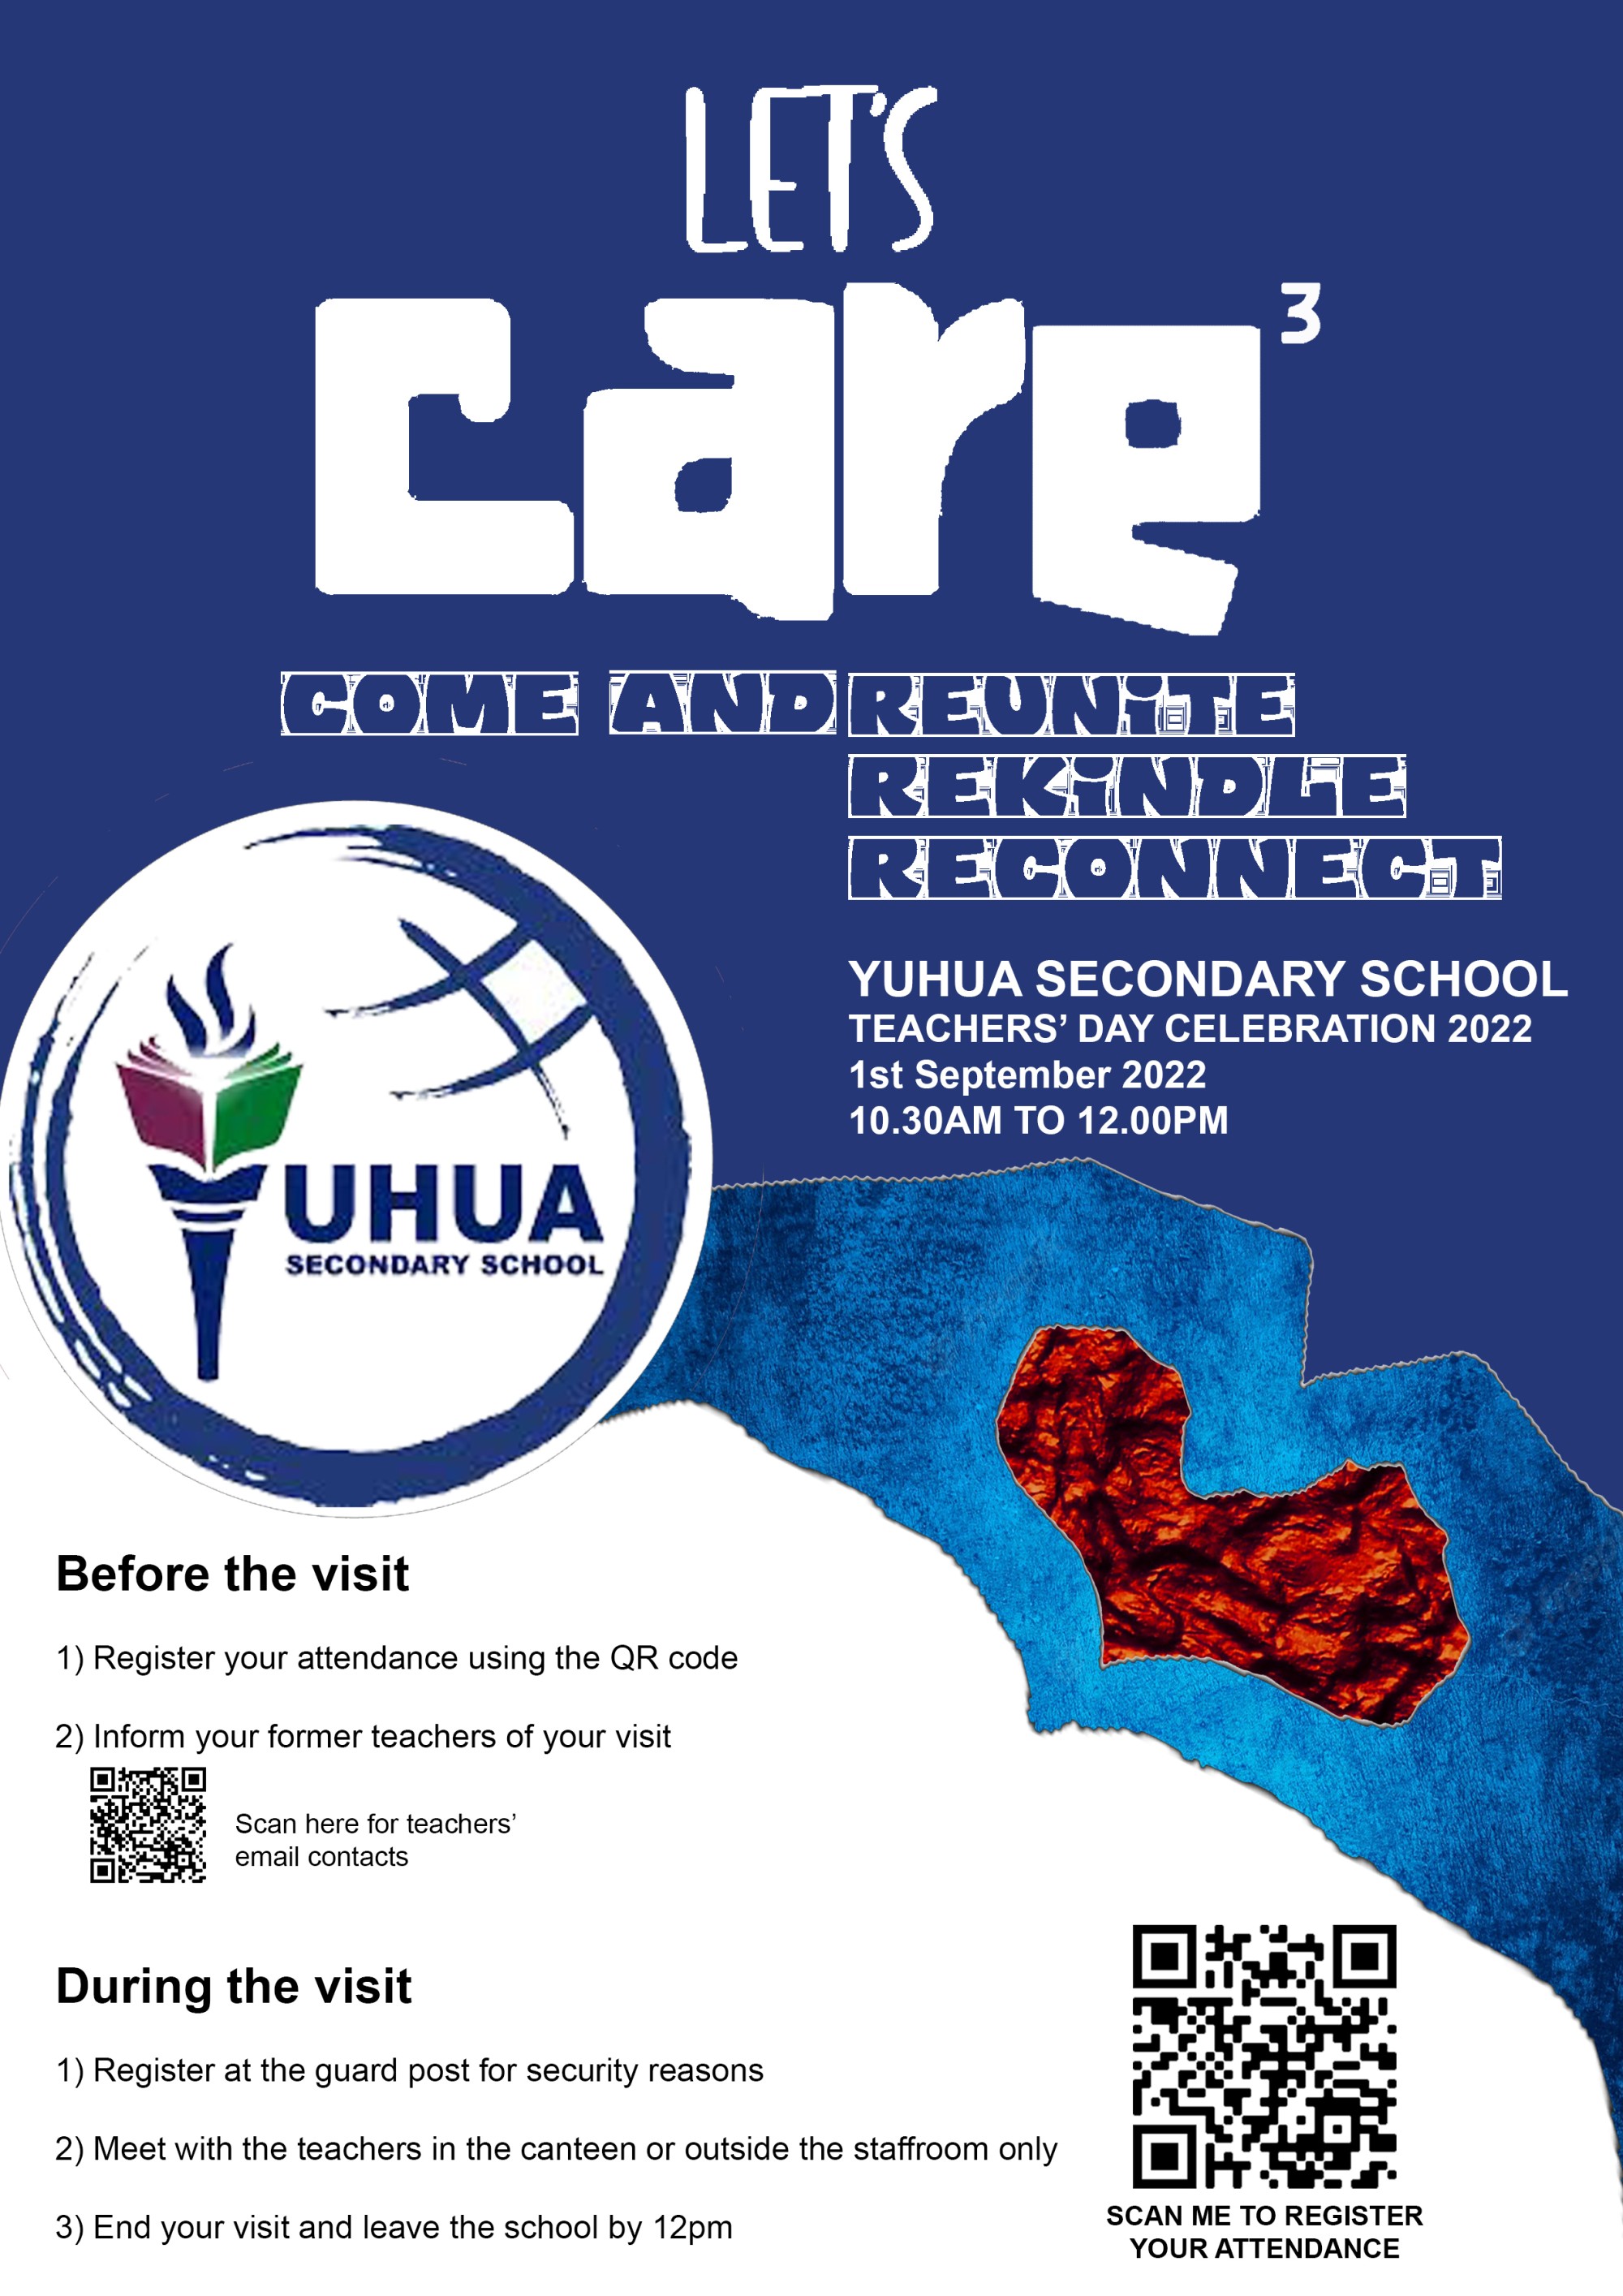 LET'S
care³
COME AND REUNiTE
REKiNDLE
RECONNECT
YUHUA SECONDARY SCHOOL
TEACHERS’ DAY CELEBRATION 2022
1st September 2022
10.30AM TO 12.00PM
YUHUA
SECONDARY SCHOOL
Before the visit
1) Register your attendance using the QR code
2) Inform your former teachers of your visit
Scan here for teachers’
email contacts
During the visit
1) Register at the guard post for security reasons
2) Meet with the teachers in the canteen or outside the staffroom only
3) End your visit and leave the school by 12pm
SCAN ME TO REGISTER
YOUR ATTENDANCE